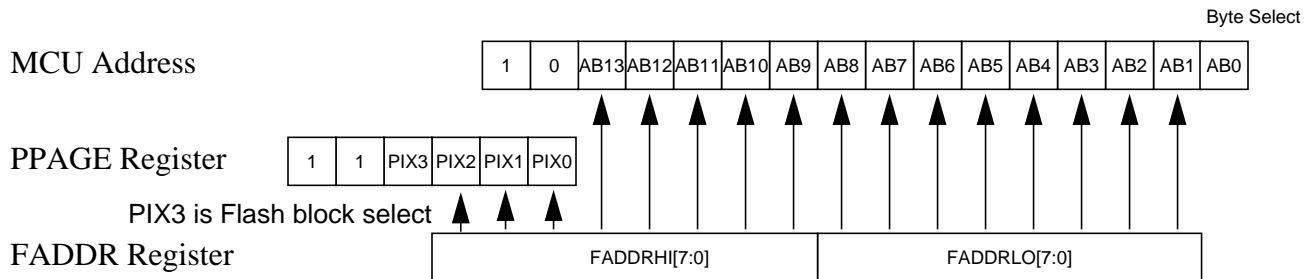 Byte Select
MCU Address 1 0 AB13 AB12 AB11 AB10 AB9 AB8 AB7 AB6 AB5 AB4 AB3 AB2 AB1 AB0
PPAGE Register 1 1 PIX3 PIX2 PIX1 PIX0
PIX3 is Flash block select
FADDR Register FADDRHI[7:0] FADDRLO[7:0]